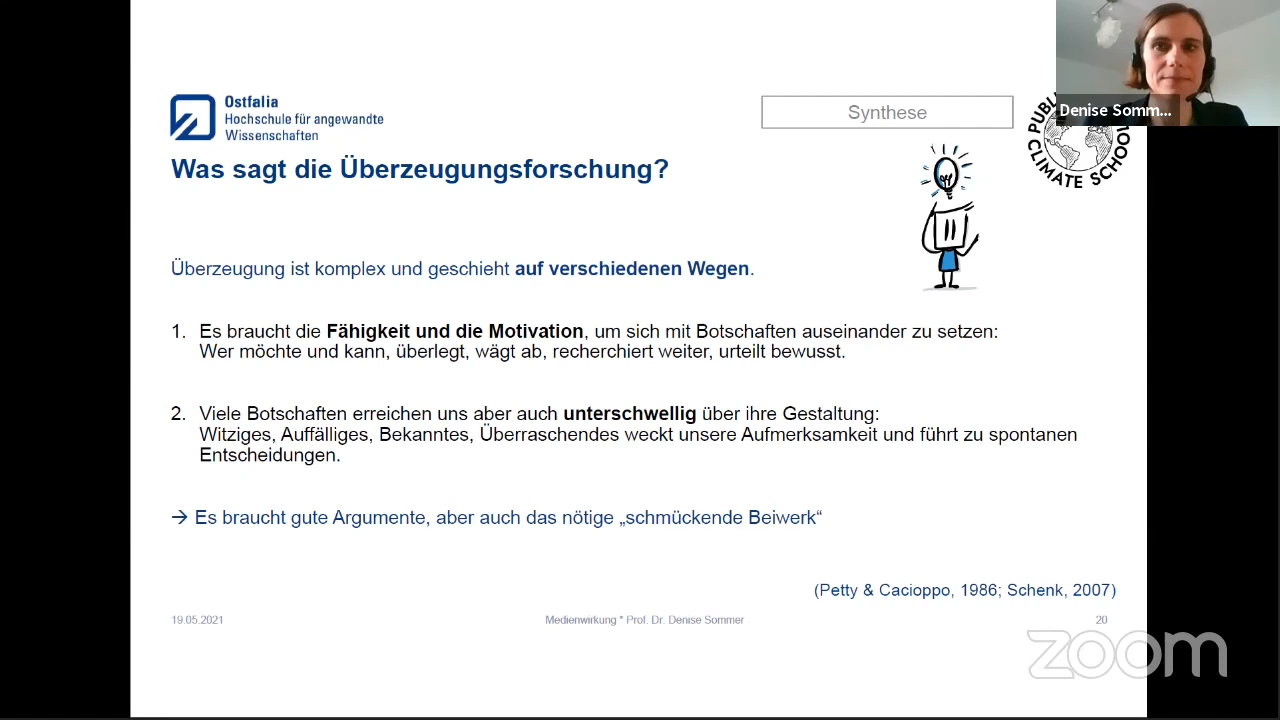 Ostfalia
Hochschule für angewandte
Wissenschaften
Synthese
Denise Somm...
PUBLI
CLIMATE SCHOOL
Was sagt die Überzeugungsforschung?
Überzeugung ist komplex und geschieht auf verschiedenen Wegen.
1. Es braucht die Fähigkeit und die Motivation, um sich mit Botschaften auseinander zu setzen:
Wer möchte und kann, überlegt, wägt ab, recherchiert weiter, urteilt bewusst.
2. Viele Botschaften erreichen uns aber auch unterschwellig über ihre Gestaltung:
Witziges, Auffälliges, Bekanntes, Überraschendes weckt unsere Aufmerksamkeit und führt zu spontanen
Entscheidungen.
→ Es braucht gute Argumente, aber auch das nötige „schmückende Beiwerk“
(Petty & Cacioppo, 1986; Schenk, 2007)
19.05.2021
Medienwirkung * Prof. Dr. Denise Sommer
20
zoom